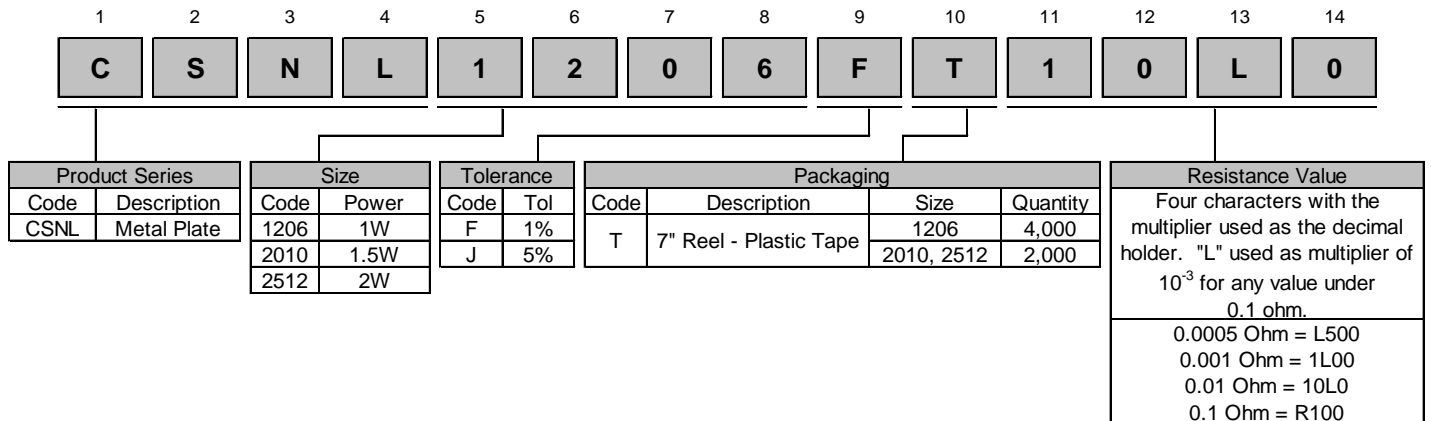 1 2 3 4 5 6 7 8 9 10 11 12 13 14
C S N L 1 2 0 6 F T 1 0 L 0
Product Series
Code Description
CSNL Metal Plate
Size
Code Power
1206 1W
2010 1.5W
2512 2W
Tolerance
Code Tol
F 1%
J 5%
Packaging
Code Description Size Quantity
T 7" Reel - Plastic Tape 1206 4,000
2010, 2512 2,000
Resistance Value
Four characters with the
multiplier used as the decimal
holder. "L" used as multiplier of
10⁻³ for any value under
0.1 ohm.
0.0005 Ohm = L500
0.001 Ohm = 1L00
0.01 Ohm = 10L0
0.1 Ohm = R100